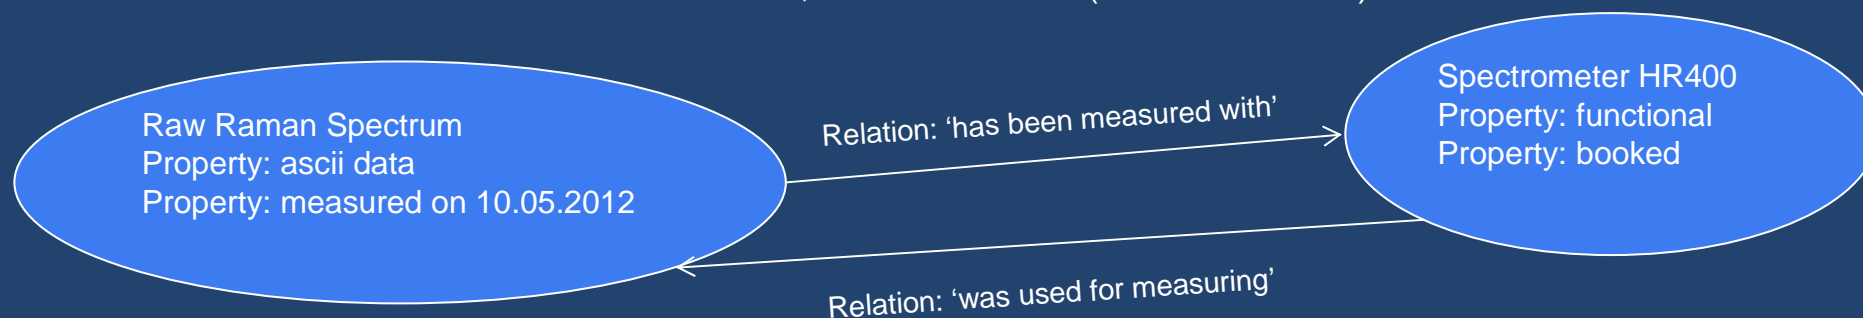 Raw Raman Spectrum
Property: ascii data
Property: measured on 10.05.2012
Relation: ‘has been measured with’
Spectrometer HR400
Property: functional
Property: booked
Relation: ‘was used for measuring’